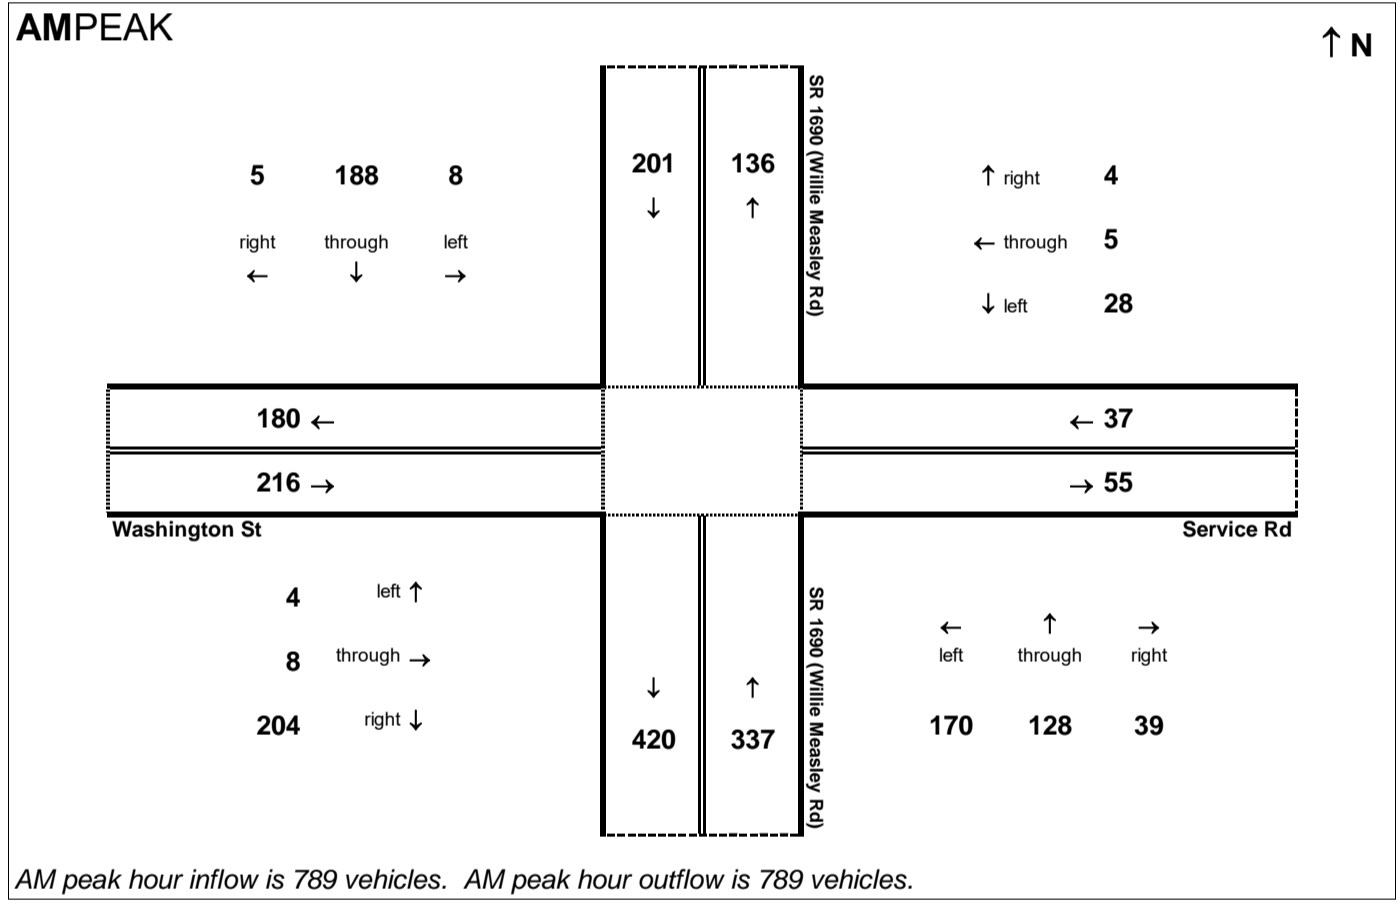 AMPEAK
↑ N
SR 1690 (Willie Measley Rd)
5 188 8
right through left
← ↓ →
201 136
↓ ↑
↑ right 4
← through 5
↓ left 28
180 ←
216 →
← 37
→ 55
Washington St
Service Rd
4 left ↑
8 through →
204 right ↓
↓ ↑
420 337
SR 1690 (Willie Measley Rd)
← ↑ →
left through right
170 128 39
AM peak hour inflow is 789 vehicles. AM peak hour outflow is 789 vehicles.